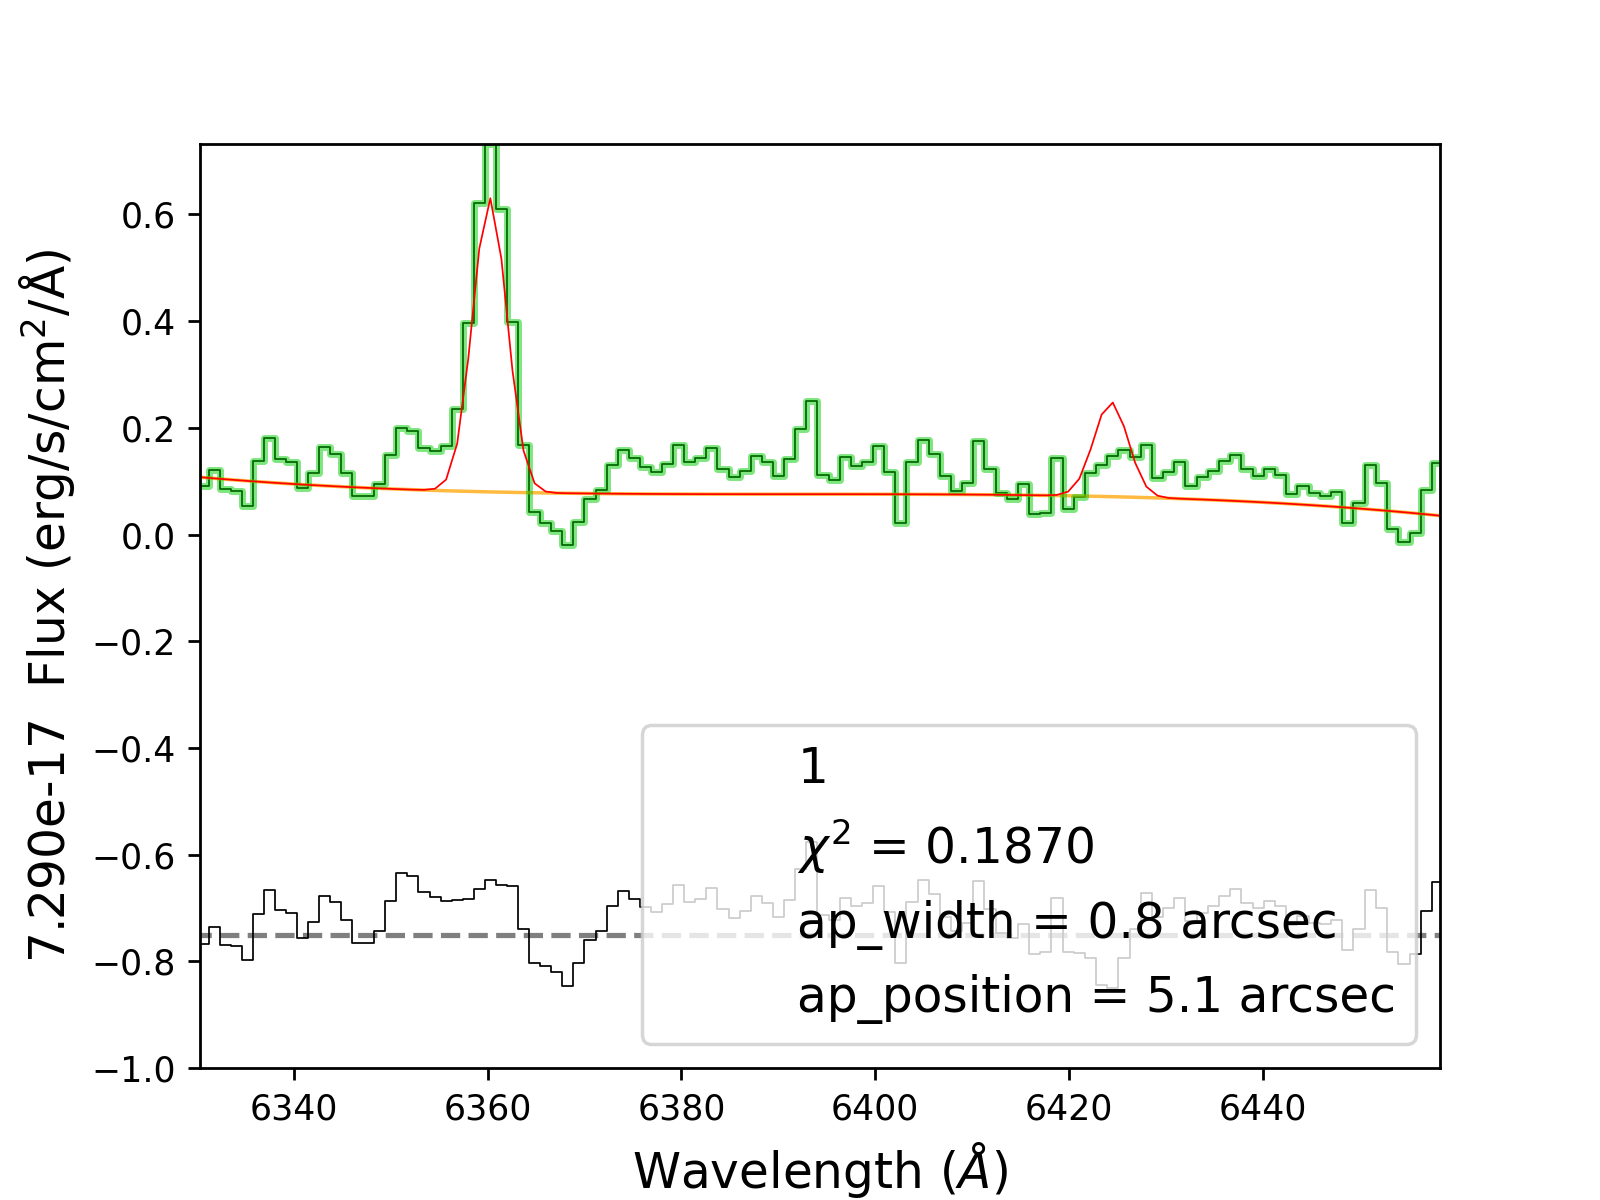 7.290e-17  Flux (erg/s/cm²/Å)
0.6
0.4
0.2
0.0
−0.2
−0.4
−0.6
−0.8
−1.0
1
χ² = 0.1870
ap_width = 0.8 arcsec
ap_position = 5.1 arcsec
6340 6360 6380 6400 6420 6440
Wavelength (Å)